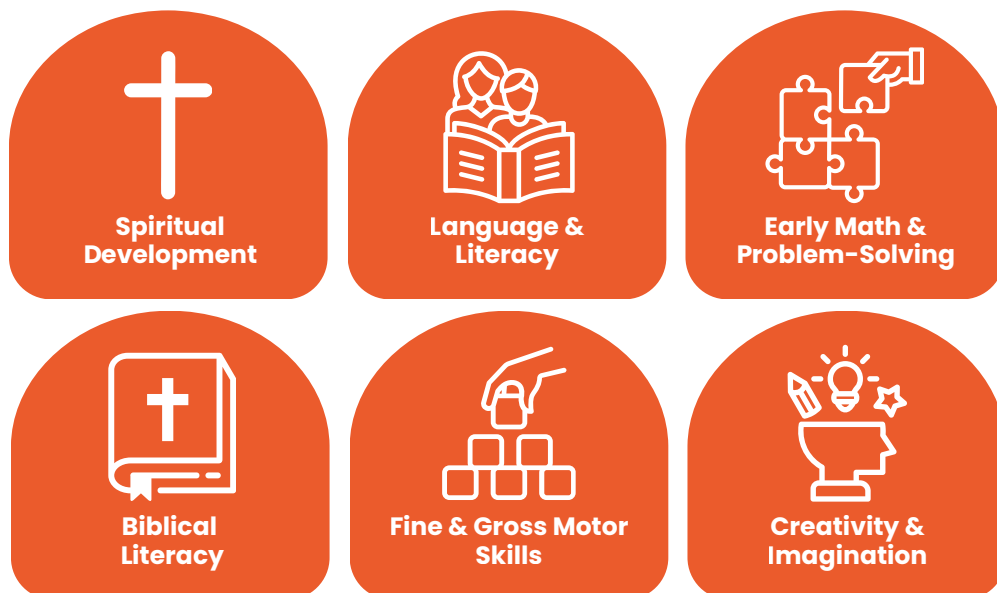 Spiritual
Development
Language &
Literacy
Early Math &
Problem-Solving
Biblical
Literacy
Fine & Gross Motor
Skills
Creativity &
Imagination